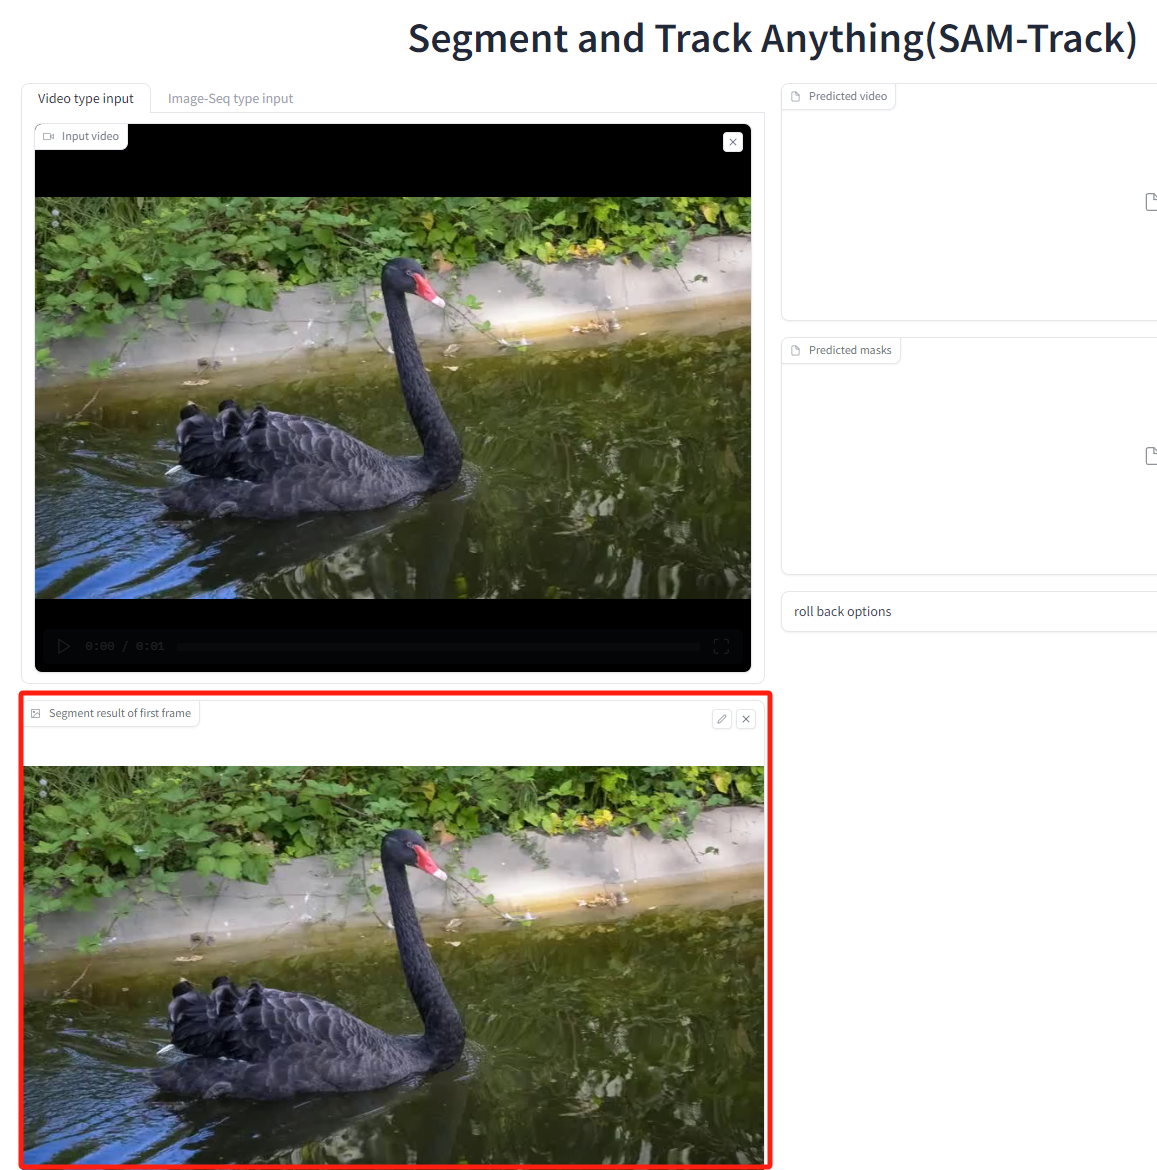 Segment and Track Anything(SAM-Track)
Video type input
Image-Seq type input
Input video
0:00 / 0:01
Segment result of first frame
Predicted video
Predicted masks
roll back options